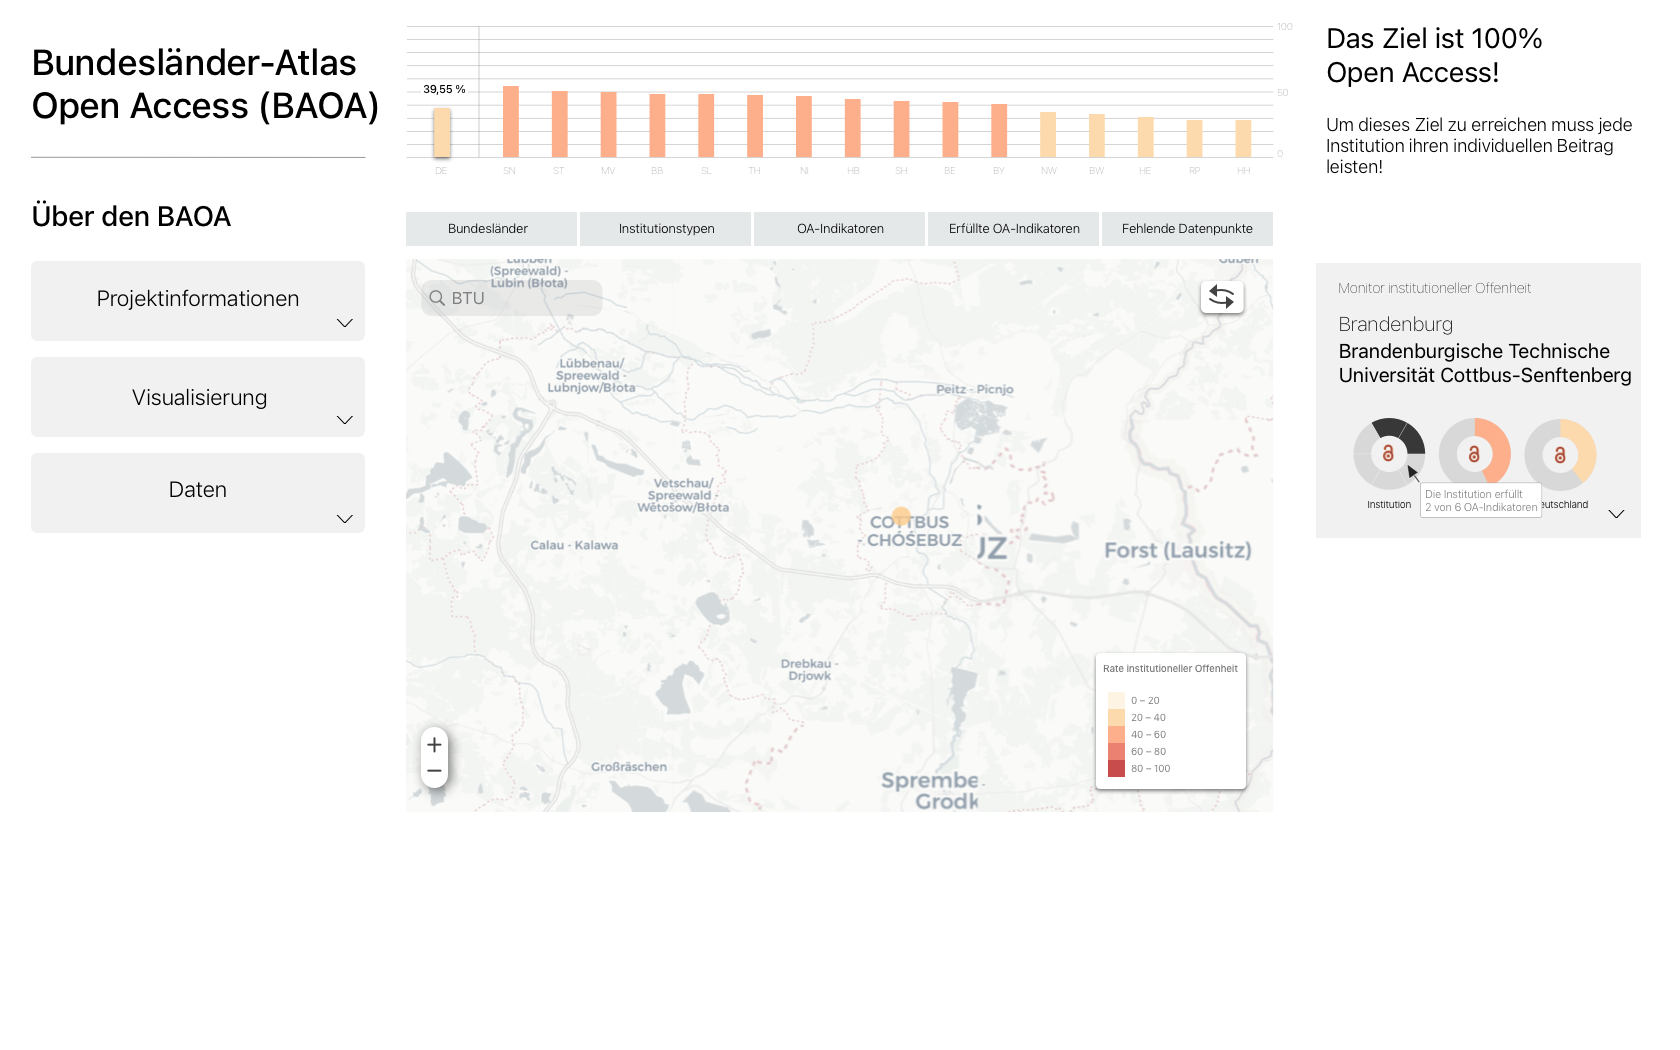 Bundesländer-Atlas
Open Access (BAOA)
Über den BAOA
Projektinformationen
Visualisierung
Daten
100
50
0
39,55 %
DE
SN
ST
MV
BB
SL
TH
NI
HB
SH
BE
BY
NW
BW
HE
RP
HH
Bundesländer
Institutionstypen
OA-Indikatoren
Erfüllte OA-Indikatoren
Fehlende Datenpunkte
Lübben
(Spreewald) -
Lubin (Błota)
Guben
BTU
Lübbenau/
Spreewald -
Lubnjow/Błota
Peitz - Picnjo
Vetschau/
Spreewald -
Wětošow/Błota
COTTBUS
- CHÓŚEBUZ
UZ
Calau - Kalawa
Forst (Lausitz)
Drebkau -
Drjowk
Großräschen
Sprembe
Grodk
Rate institutioneller Offenheit
0 – 20
20 – 40
40 – 60
60 – 80
80 – 100
Das Ziel ist 100%
Open Access!
Um dieses Ziel zu erreichen muss jede
Institution ihren individuellen Beitrag
leisten!
Monitor institutioneller Offenheit
Brandenburg
Brandenburgische Technische
Universität Cottbus-Senftenberg
Institution
Die Institution erfüllt
2 von 6 OA-Indikatoren
eutschland